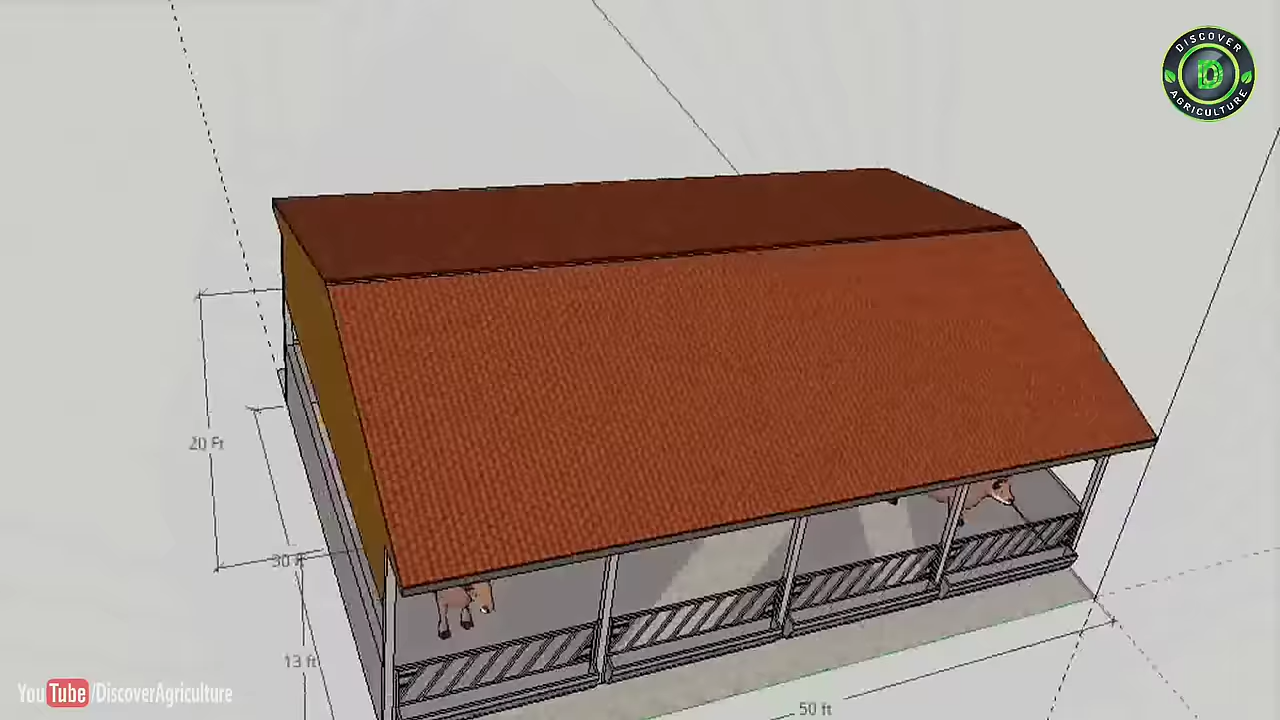 DISCOVER
D
AGRICULTURE
20 Ft
30 ft
13 ft
50 ft
YouTube/DiscoverAgriculture